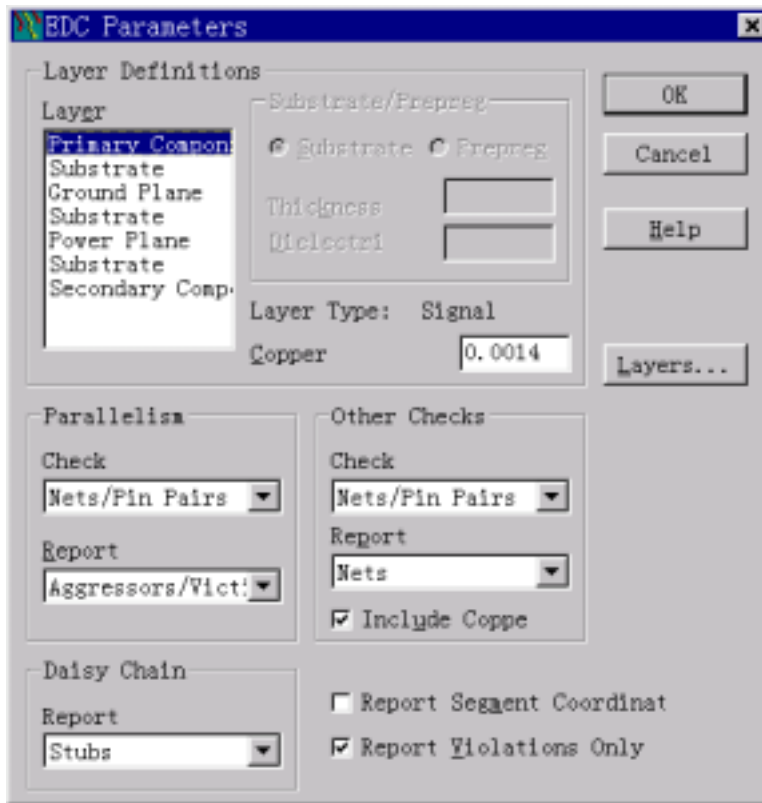 EDC Parameters
Layer Definitions
Layer
Primary Compon
Substrate
Ground Plane
Substrate
Power Plane
Substrate
Secondary Comp
Substrate/Prepreg
Substrate
Prepreg
Thickness
Dielectri
Layer Type: Signal
Copper
0.0014
OK
Cancel
Help
Layers...
Parallelism
Check
Nets/Pin Pairs
Report
Aggressors/Victi
Other Checks
Check
Nets/Pin Pairs
Report
Nets
Include Coppe
Daisy Chain
Report
Stubs
Report Segment Coordinat
Report Violations Only